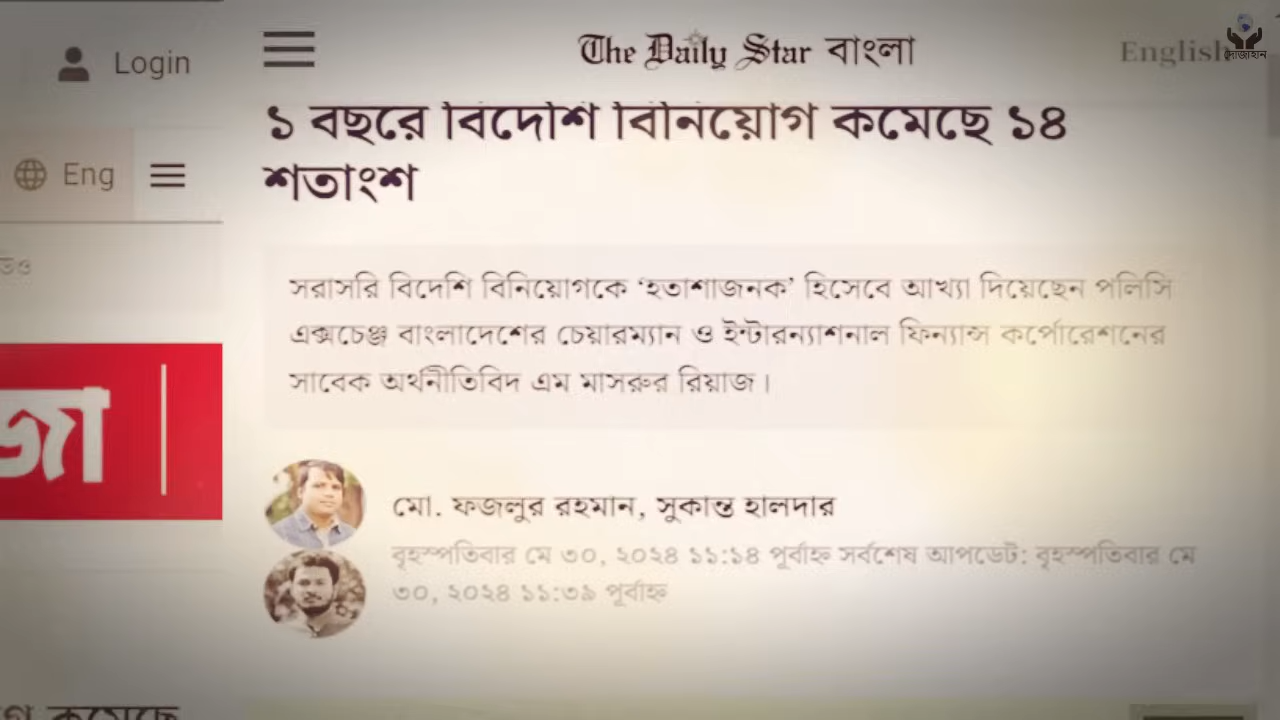 Login
The Daily Star বাংলা
English
১ বছরে বিদেশি বিনিয়োগ কমেছে ১৪
শতাংশ
Eng
সরাসরি বিদেশি বিনিয়োগকে ‘হতাশাজনক’ হিসেবে আখ্যা দিয়েছেন পলিসি
এক্সচেঞ্জ বাংলাদেশের চেয়ারম্যান ও ইন্টারন্যাশনাল ফিন্যান্স কর্পোরেশনের
সাবেক অর্থনীতিবিদ এম মাসরুর রিয়াজ।
জা
মো. ফজলুর রহমান, সুকান্ত হালদার
বৃহস্পতিবার মে ৩০, ২০২৪ ১১:১৪ পূর্বাহ্ন সর্বশেষ আপডেট: বৃহস্পতিবার মে
৩০, ২০২৪ ১১:৩৯ পূর্বাহ্ন
কমেছে